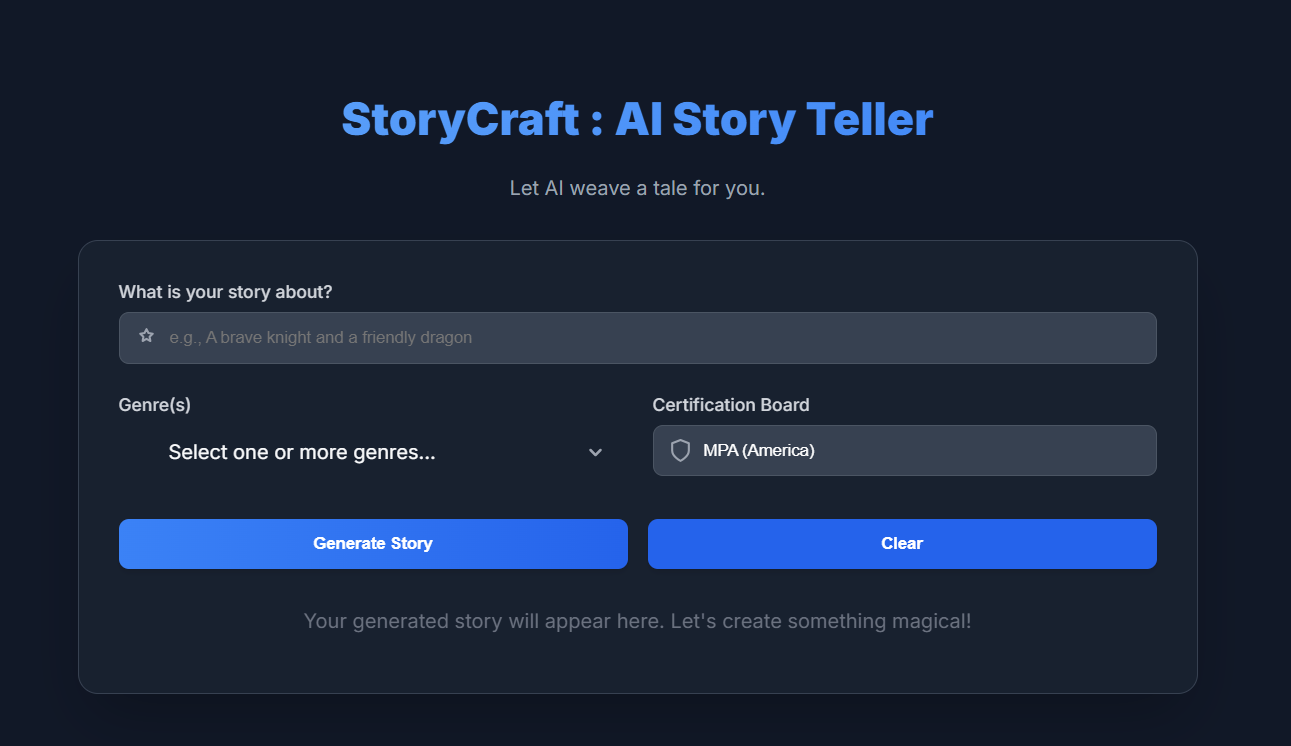 StoryCraft : AI Story Teller
Let AI weave a tale for you.
What is your story about?
e.g., A brave knight and a friendly dragon
Genre(s)
Certification Board
Select one or more genres...
MPA (America)
Generate Story
Clear
Your generated story will appear here. Let's create something magical!